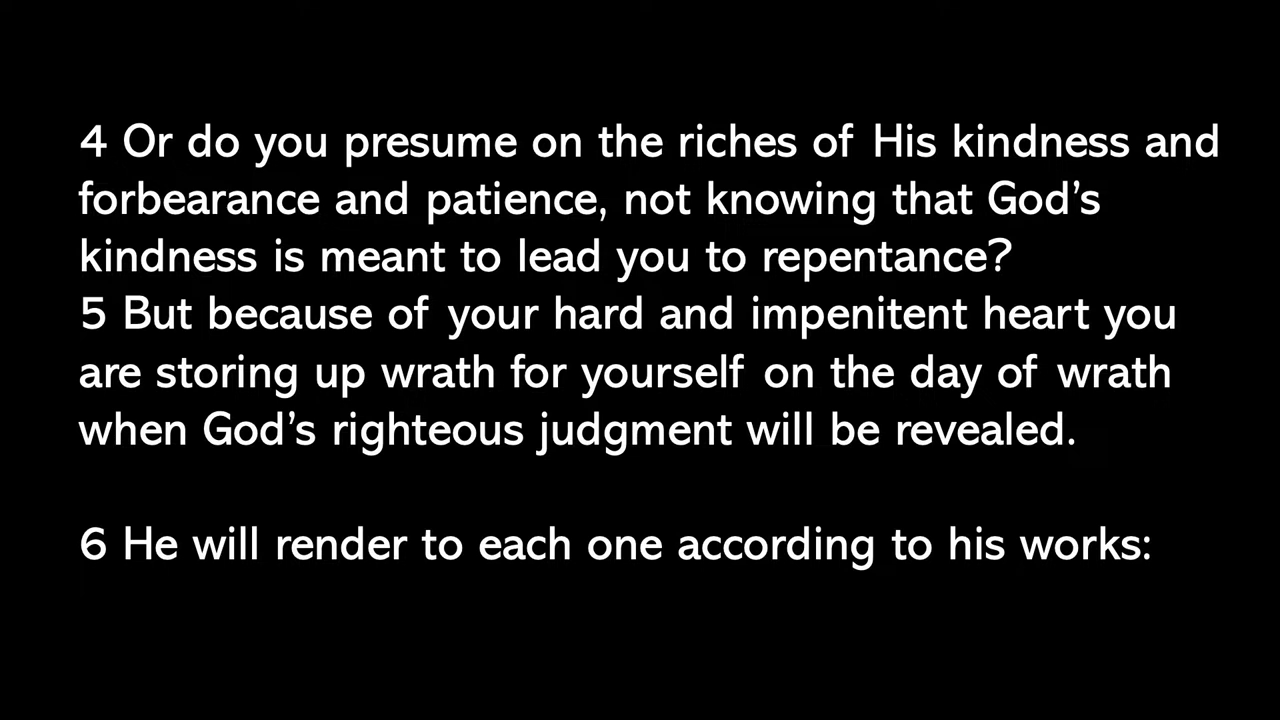 4 Or do you presume on the riches of His kindness and
forbearance and patience, not knowing that God’s
kindness is meant to lead you to repentance?
5 But because of your hard and impenitent heart you
are storing up wrath for yourself on the day of wrath
when God’s righteous judgment will be revealed.
6 He will render to each one according to his works: